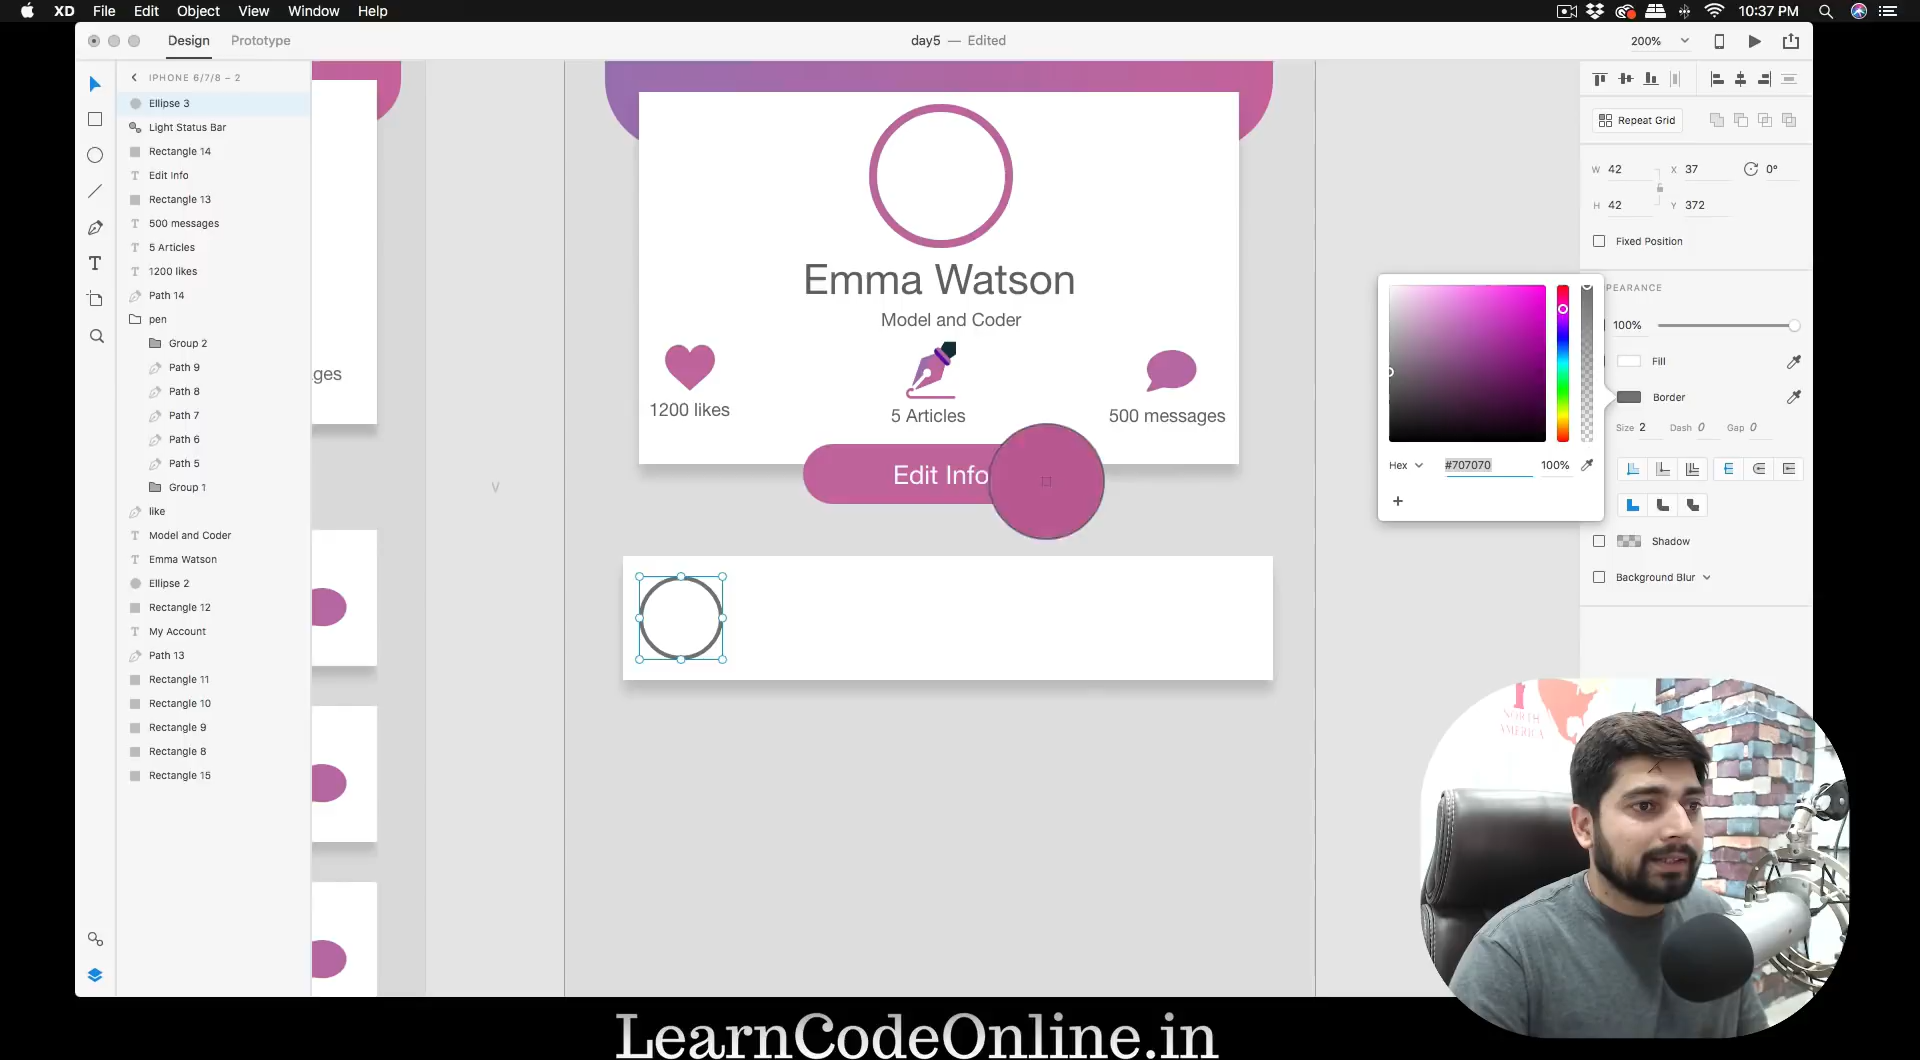 XD File Edit Object View Window Help 10:37 PM
Design Prototype day5 — Edited 200%
IPHONE 6/7/8 – 2
Ellipse 3
Light Status Bar
Rectangle 14
Edit Info
Rectangle 13
500 messages
5 Articles
1200 likes
Path 14
pen
Group 2
Path 9
Path 8
Path 7
Path 6
Path 5
Group 1
like
Model and Coder
Emma Watson
Ellipse 2
Rectangle 12
My Account
Path 13
Rectangle 11
Rectangle 10
Rectangle 9
Rectangle 8
Rectangle 15
ges
V
Emma Watson
Model and Coder
1200 likes 5 Articles 500 messages
Edit Info
Hex #707070 100%
Repeat Grid
W 42 X 37 0°
H 42 Y 372
Fixed Position
PEARANCE
100%
Fill
Border
Size 2 Dash 0 Gap 0
Shadow
Background Blur
NORTH
AMERICA
LearnCodeOnline.in